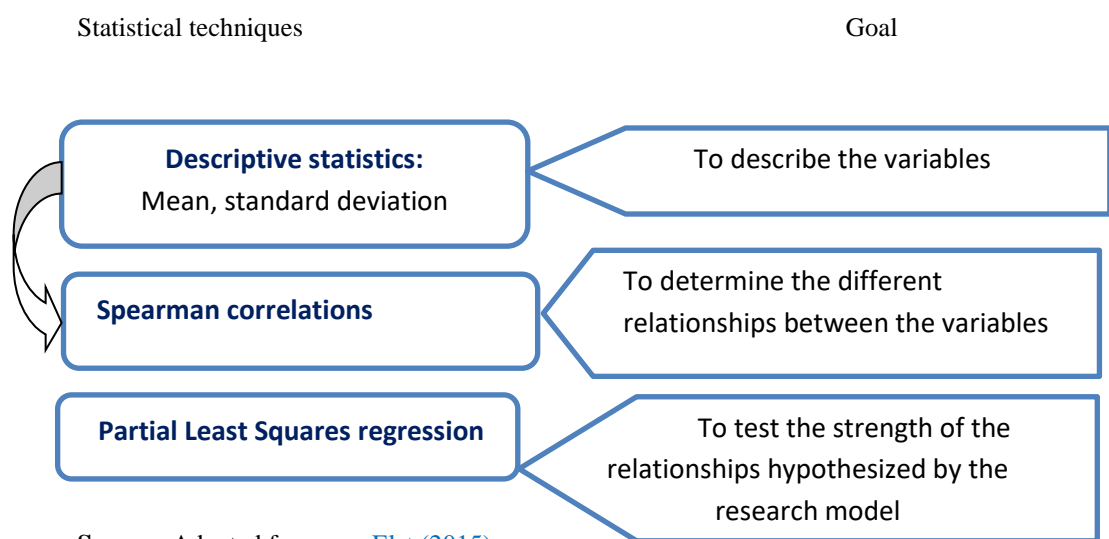 Statistical techniques Goal
Descriptive statistics:
Mean, standard deviation
To describe the variables
Spearman correlations
To determine the different
relationships between the variables
Partial Least Squares regression
To test the strength of the
relationships hypothesized by the
research model
(2015)